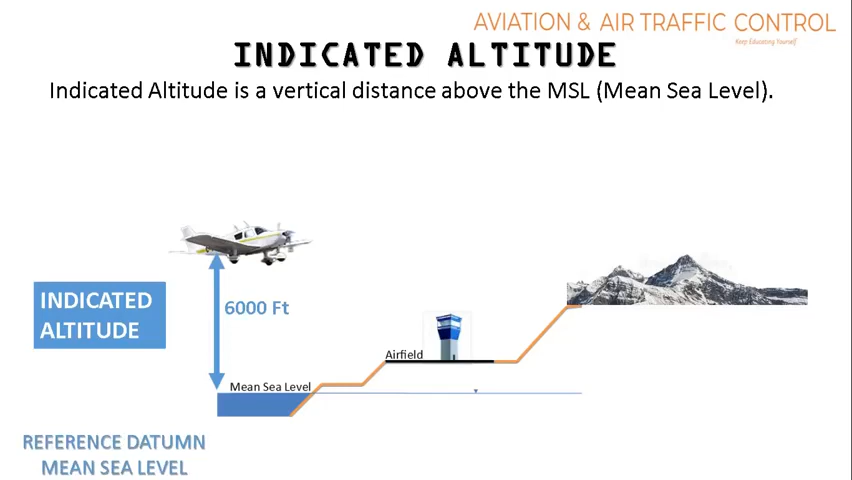 AVIATION & AIR TRAFFIC CONTROL
Keep Educating Yourself
INDICATED ALTITUDE
Indicated Altitude is a vertical distance above the MSL (Mean Sea Level).
INDICATED
ALTITUDE
6000 Ft
Airfield
Mean Sea Level
REFERENCE DATUMN
MEAN SEA LEVEL